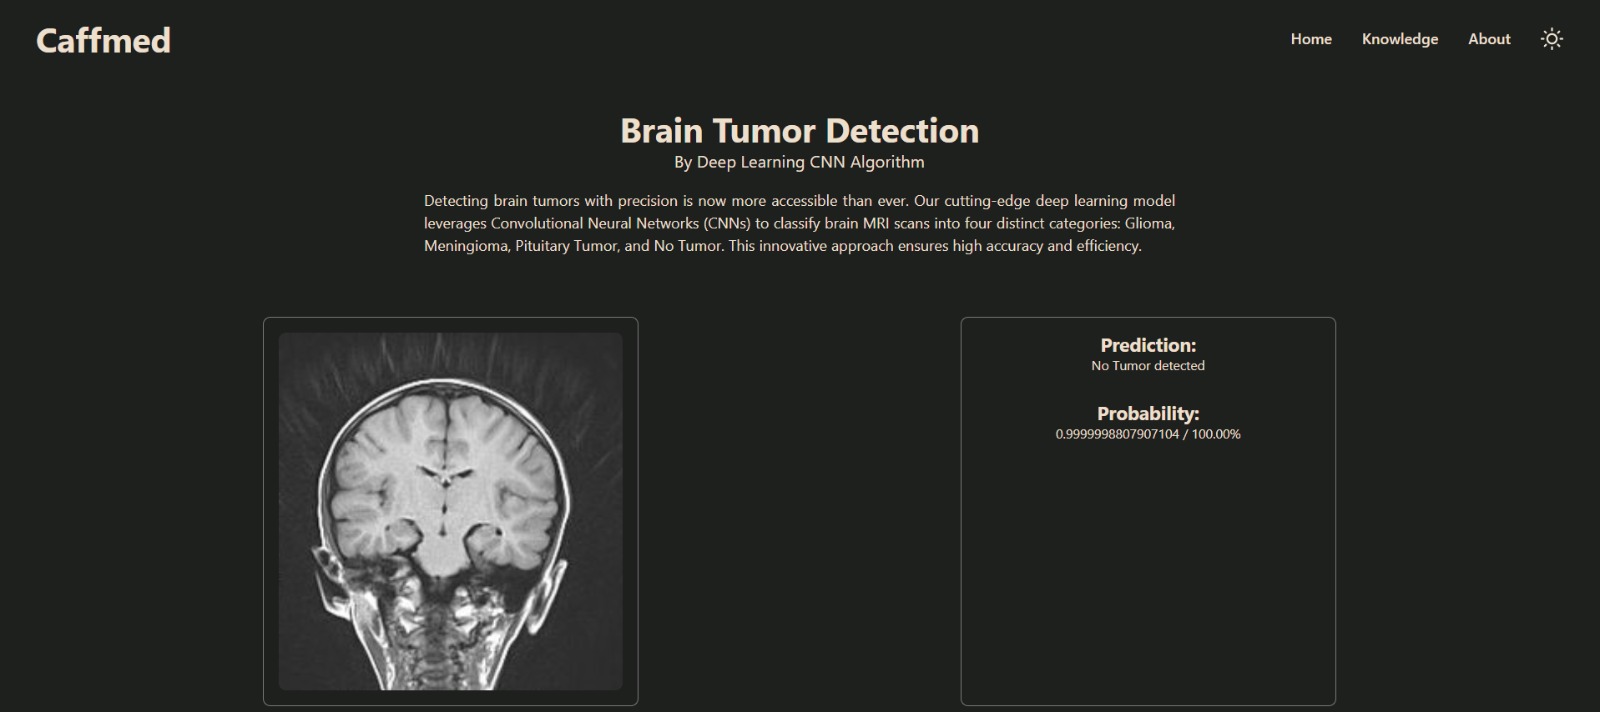 Caffmed
Home Knowledge About
Brain Tumor Detection
By Deep Learning CNN Algorithm
Detecting brain tumors with precision is now more accessible than ever. Our cutting-edge deep learning model
leverages Convolutional Neural Networks (CNNs) to classify brain MRI scans into four distinct categories: Glioma,
Meningioma, Pituitary Tumor, and No Tumor. This innovative approach ensures high accuracy and efficiency.
Prediction:
No Tumor detected
Probability:
0.9999998807907104 / 100.00%